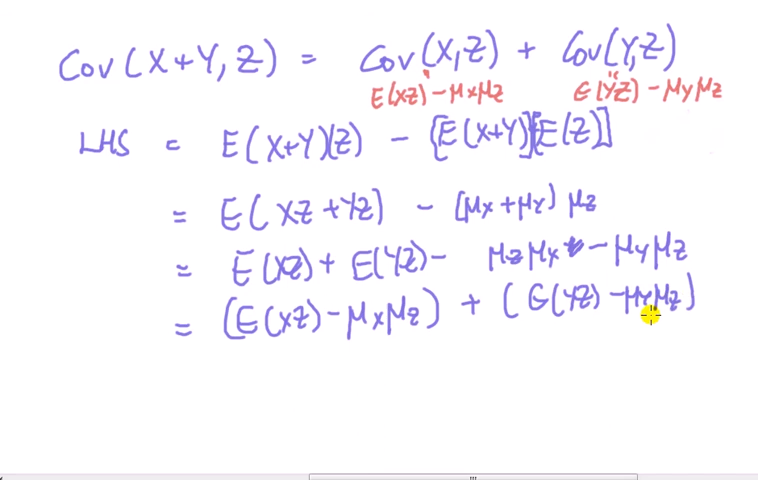 Cov(X+Y, Z) = Cov(X,Z) + Cov(Y,Z)
E(XZ) - μxμz E(YZ) - μyμz
LHS = E(X+Y)(Z) - [E(X+Y)][E(Z)]
= E(XZ + YZ) - (μx + μy) μz
= E(XZ) + E(YZ) - μzμx - μyμz
= (E(XZ) - μxμz) + (E(YZ) - μyμz)